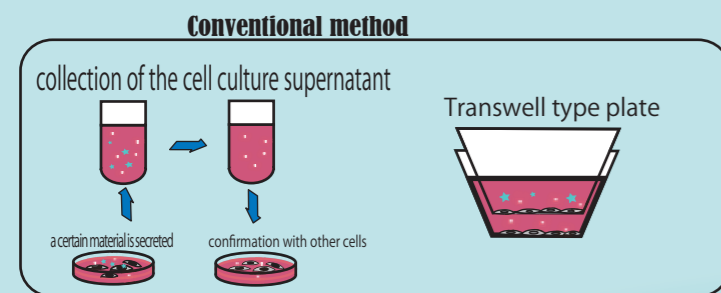 Conventional method
collection of the cell culture supernatant
Transwell type plate
a certain material is secreted
confirmation with other cells